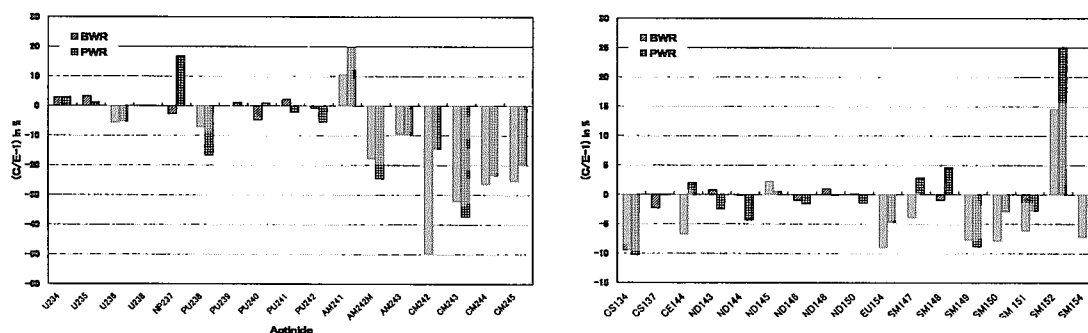 30
20
10
0
-10
-20
-30
-40
-50
-60
(C/E-1) in %
BWR
PWR
U234
U235
U236
U238
NP237
PU238
PU239
PU240
PU241
PU242
AM241
AM242M
AM243
CM242
CM243
CM244
CM245
Actinide
30
25
20
15
10
5
0
-5
-10
-15
(C/E-1) in %
BWR
PWR
CS134
CS137
CE144
ND143
ND144
ND145
ND146
ND148
ND150
EU154
SM147
SM148
SM149
SM150
SM 151
SM152
SM154